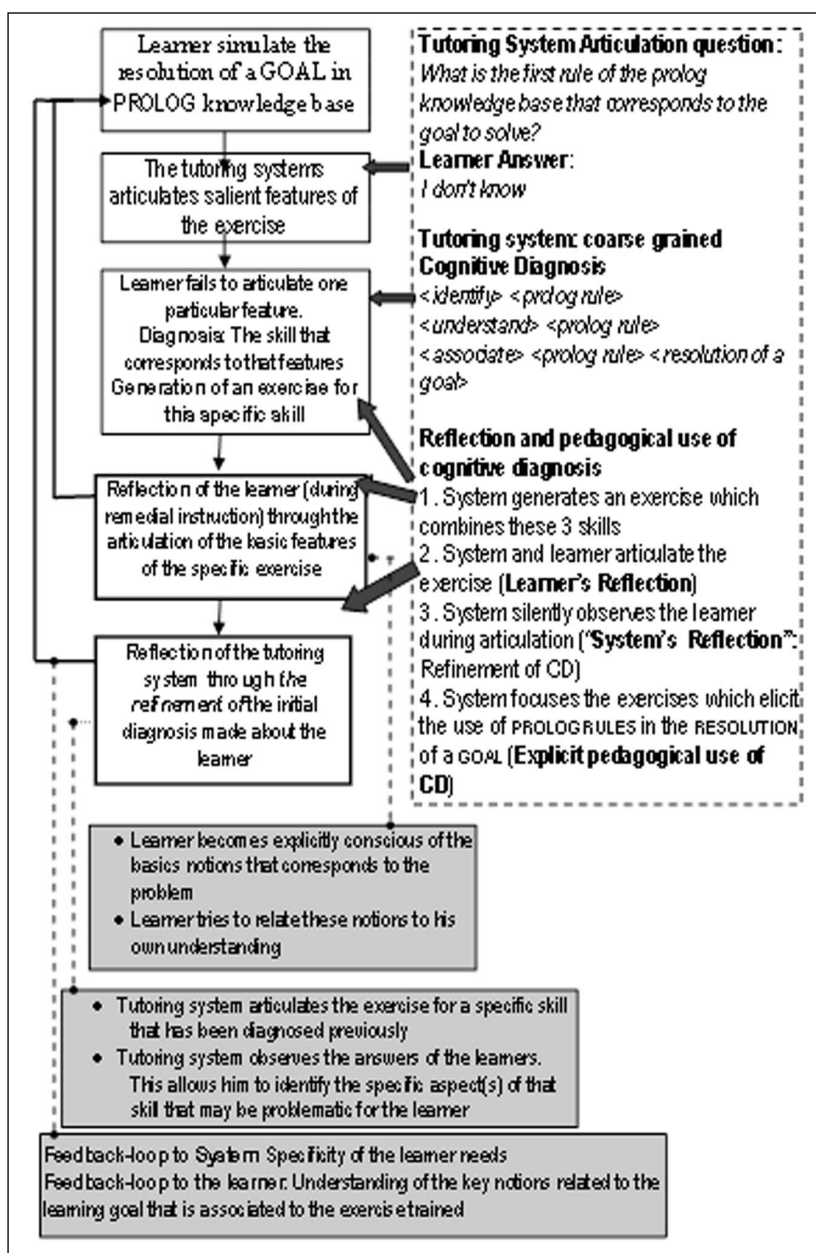 Learner simulate the
resolution of a GOAL in
PROLOG knowledge base
The tutoring systems
articulates salient features of
the exercise
Learner fails to articulate one
particular feature.
Diagnosis: The skill that
corresponds to that features
Generation of an exercise for
this specific skill
Reflection of the learner (during
remedial instruction) through the
articulation of the basic features
of the specific exercise
Reflection of the tutoring
system through the
refinement of the initial
diagnosis made about the
learner
Tutoring System Articulation question:
What is the first rule of the prolog
knowledge base that corresponds to the
goal to solve?
Learner Answer:
I don't know
Tutoring system: coarse grained
Cognitive Diagnosis
<identify> <prolog rule>
<understand> <prolog rule>
<associate> <prolog rule> <resolution of a
goal>
Reflection and pedagogical use of
cognitive diagnosis
1. System generates an exercise which
combines these 3 skills
2. System and learner articulate the
exercise (Learner's Reflection)
3. System silently observes the learner
during articulation ("System's Reflection":
Refinement of CD)
4. System focuses the exercises which elicit
the use of PROLOG RULES in the RESOLUTION
of a GOAL (Explicit pedagogical use of
CD)
• Learner becomes explicitly conscious of the
basics notions that corresponds to the
problem
• Learner tries to relate these notions to his
own understanding
• Tutoring system articulates the exercise for a specific skill
that has been diagnosed previously
• Tutoring system observes the answers of the learners.
This allows him to identify the specific aspect(s) of that
skill that may be problematic for the learner
Feedback-loop to System: Specificity of the learner needs
Feedback-loop to the learner: Understanding of the key notions related to the
learning goal that is associated to the exercise trained